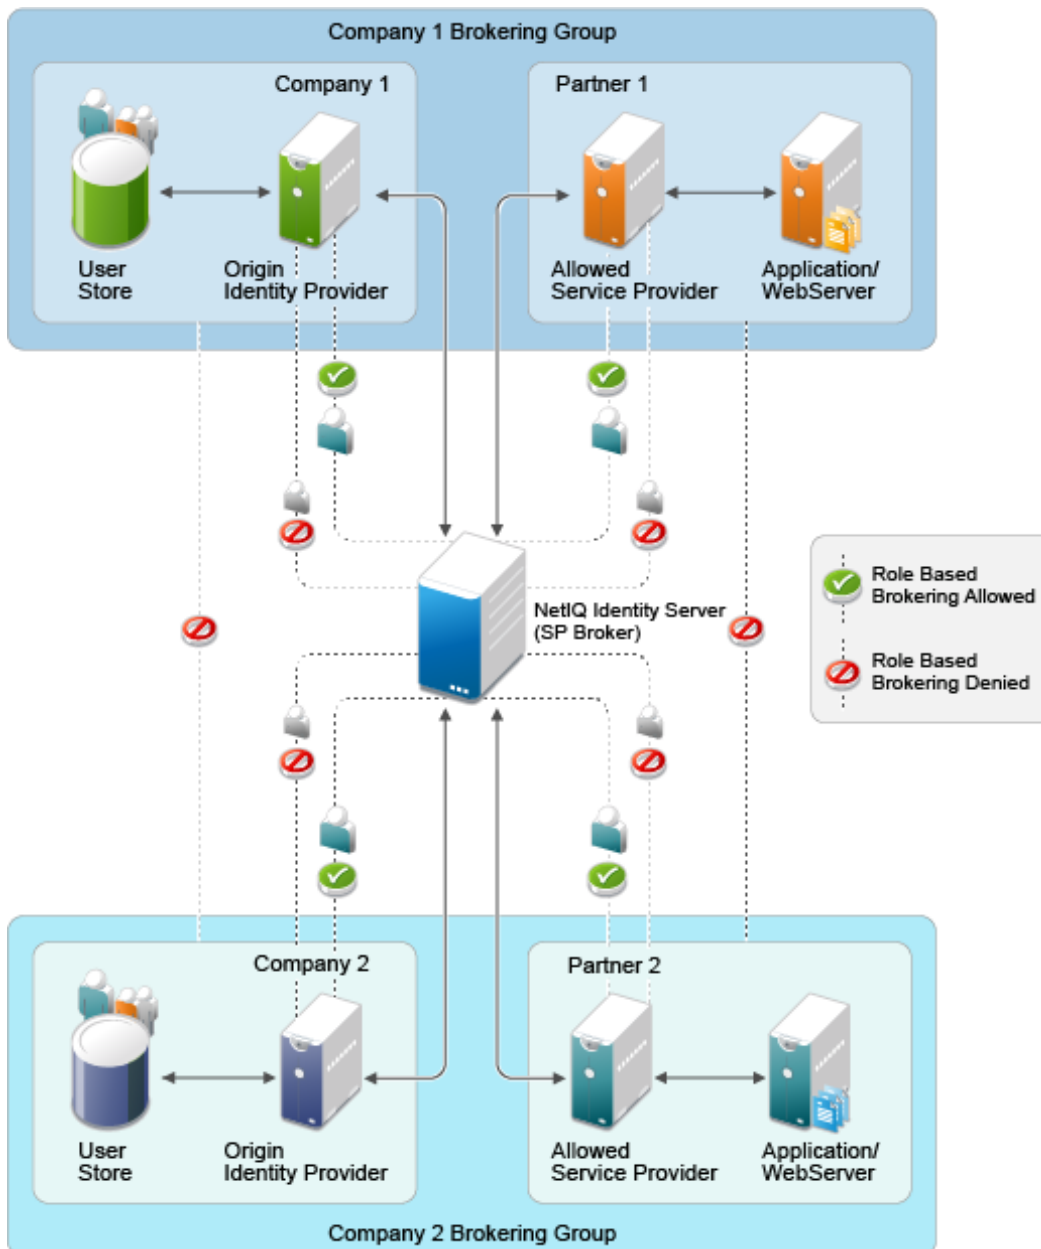 Company 1 Brokering Group
Company 1
Partner 1
User
Store
Origin
Identity Provider
Allowed
Service Provider
Application/
WebServer
NetIQ Identity Server
(SP Broker)
Role Based
Brokering Allowed
Role Based
Brokering Denied
Company 2
Partner 2
User
Store
Origin
Identity Provider
Allowed
Service Provider
Application/
WebServer
Company 2 Brokering Group